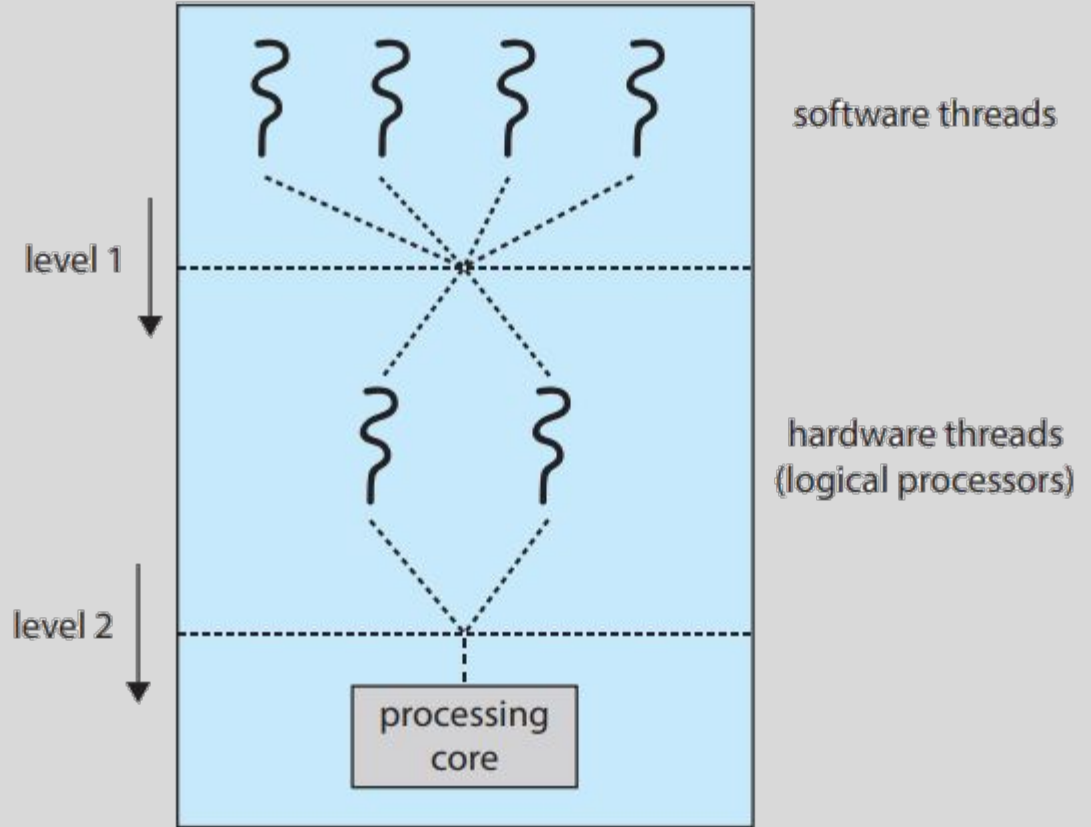 software threads
level 1
hardware threads
(logical processors)
level 2
processing
core